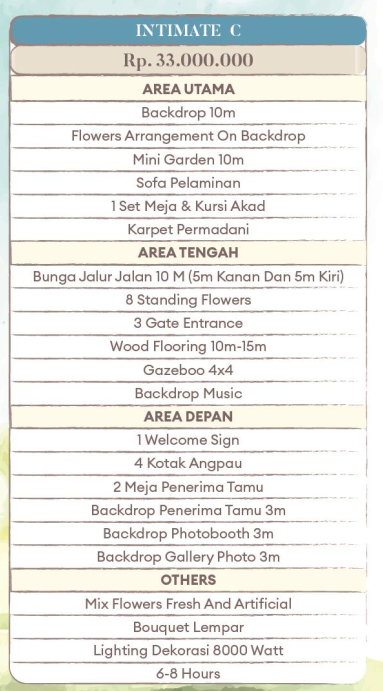 INTIMATE C
Rp. 33.000.000
AREA UTAMA
Backdrop 10m
Flowers Arrangement On Backdrop
Mini Garden 10m
Sofa Pelaminan
1 Set Meja & Kursi Akad
Karpet Permadani
AREA TENGAH
Bunga Jalur Jalan 10 M (5m Kanan Dan 5m Kiri)
8 Standing Flowers
3 Gate Entrance
Wood Flooring 10m-15m
Gazeboo 4x4
Backdrop Music
AREA DEPAN
1 Welcome Sign
4 Kotak Angpau
2 Meja Penerima Tamu
Backdrop Penerima Tamu 3m
Backdrop Photobooth 3m
Backdrop Gallery Photo 3m
OTHERS
Mix Flowers Fresh And Artificial
Bouquet Lempar
Lighting Dekorasi 8000 Watt
6-8 Hours